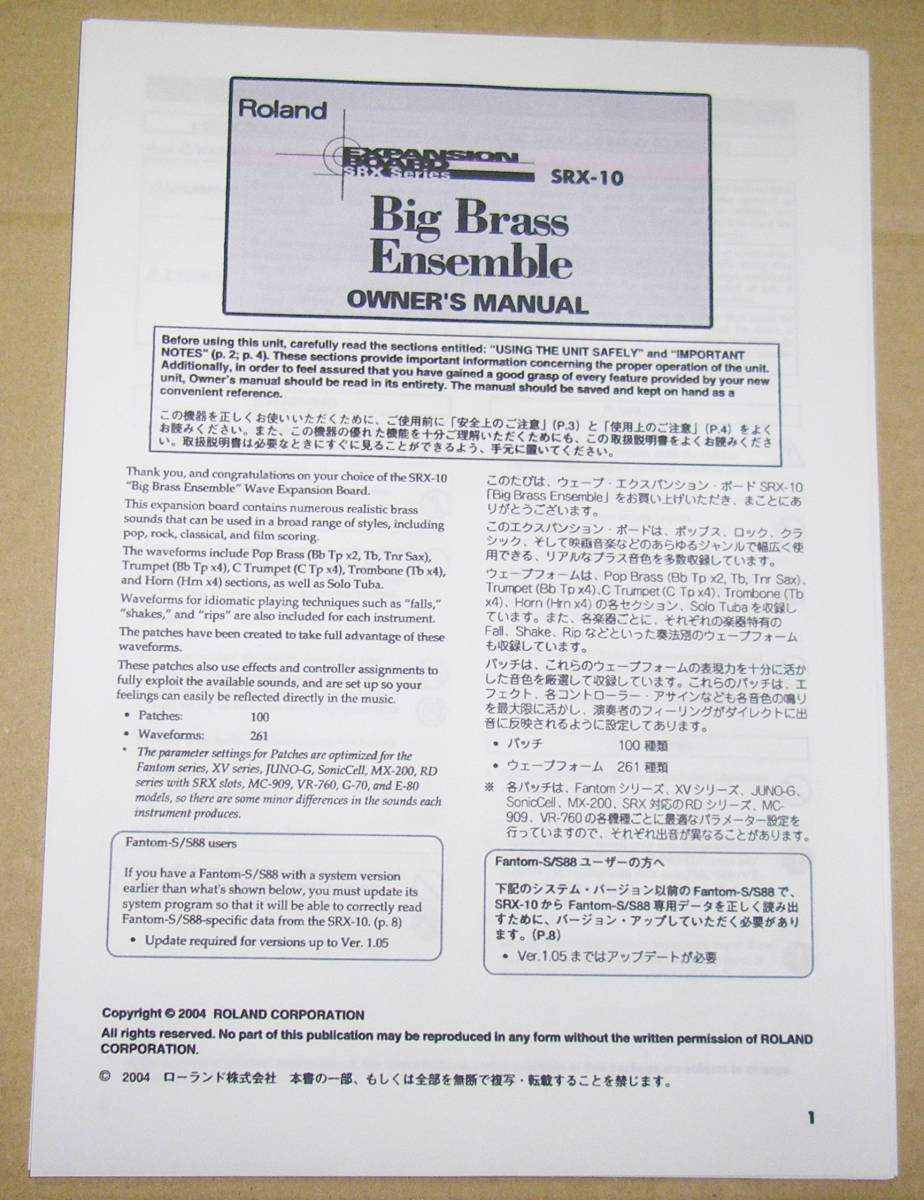 Roland
EXPANSION
BOARD
SRX Series
SRX-10
Big Brass
Ensemble
OWNER'S MANUAL
Before using this unit, carefully read the sections entitled: "USING THE UNIT SAFELY" and "IMPORTANT
NOTES" (p. 2; p. 4). These sections provide important information concerning the proper operation of the unit.
Additionally, in order to feel assured that you have gained a good grasp of every feature provided by your new
unit, Owner's manual should be read in its entirety. The manual should be saved and kept on hand as a
convenient reference.
この機器を正しくお使いいただくために、ご使用前に「安全上のご注意」(P.3) と「使用上のご注意」(P.4) をよく
お読みください。また、この機器の優れた機能を十分ご理解いただくためにも、この取扱説明書をよくお読みくださ
い。取扱説明書は必要なときにすぐに見ることができるよう、手元に置いてください。
Thank you, and congratulations on your choice of the SRX-10
"Big Brass Ensemble" Wave Expansion Board.
This expansion board contains numerous realistic brass
sounds that can be used in a broad range of styles, including
pop, rock, classical, and film scoring.
The waveforms include Pop Brass (Bb Tp x2, Tb, Tnr Sax),
Trumpet (Bb Tp x4), C Trumpet (C Tp x4), Trombone (Tb x4),
and Horn (Hrn x4) sections, as well as Solo Tuba.
Waveforms for idiomatic playing techniques such as "falls,"
"shakes," and "rips" are also included for each instrument.
The patches have been created to take full advantage of these
waveforms.
These patches also use effects and controller assignments to
fully exploit the available sounds, and are set up so your
feelings can easily be reflected directly in the music.
• Patches: 100
• Waveforms: 261
* The parameter settings for Patches are optimized for the
Fantom series, XV series, JUNO-G, SonicCell, MX-200, RD
series with SRX slots, MC-909, VR-760, G-70, and E-80
models, so there are some minor differences in the sounds each
instrument produces.
Fantom-S/S88 users
If you have a Fantom-S/S88 with a system version
earlier than what's shown below, you must update its
system program so that it will be able to correctly read
Fantom-S/S88-specific data from the SRX-10. (p. 8)
• Update required for versions up to Ver. 1.05
このたびは、ウェーブ・エクスパンション・ボード SRX-10
「Big Brass Ensemble」をお買い上げいただき、まことにあ
りがとうございます。
このエクスパンション・ボードは、ポップス、ロック、クラ
シック、そして映画音楽などのあらゆるジャンルで幅広く使
用できる、リアルなブラス音色を多数収録しています。
ウェーブフォームは、Pop Brass (Bb Tp x2, Tb, Tnr Sax)、
Trumpet (Bb Tp x4)、C Trumpet (C Tp x4)、Trombone (Tb
x4)、Horn (Hrn x4) の各セクション、Solo Tuba を収録し
ています。また、各楽器ごとに、それぞれの楽器特有の
Fall、Shake、Rip などといった奏法別のウェーブフォーム
も収録しています。
パッチは、これらのウェーブフォームの表現力を十分に活か
した音色を厳選して収録しています。これらのパッチは、エ
フェクト、各コントローラー・アサインなども各音色の鳴り
を最大限に活かし、演奏者のフィーリングがダイレクトに出
音に反映されるように設定してあります。
• パッチ 100 種類
• ウェーブフォーム 261 種類
※ 各パッチは、Fantom シリーズ、XV シリーズ、JUNO-G、
SonicCell、MX-200、SRX 対応の RD シリーズ、MC-
909、VR-760 の各機種ごとに最適なパラメーター設定を
行っていますので、それぞれ出音が異なることがあります。
Fantom-S/S88 ユーザーの方へ
下記のシステム・バージョン以前の Fantom-S/S88 で、
SRX-10 から Fantom-S/S88 専用データを正しく読み出
すために、バージョン・アップしていただく必要があり
ます。(P.8)
• Ver.1.05 まではアップデートが必要
Copyright © 2004 ROLAND CORPORATION
All rights reserved. No part of this publication may be reproduced in any form without the written permission of ROLAND
CORPORATION.
© 2004 ローランド株式会社 本書の一部、もしくは全部を無断で複写・転載することを禁じます。
1